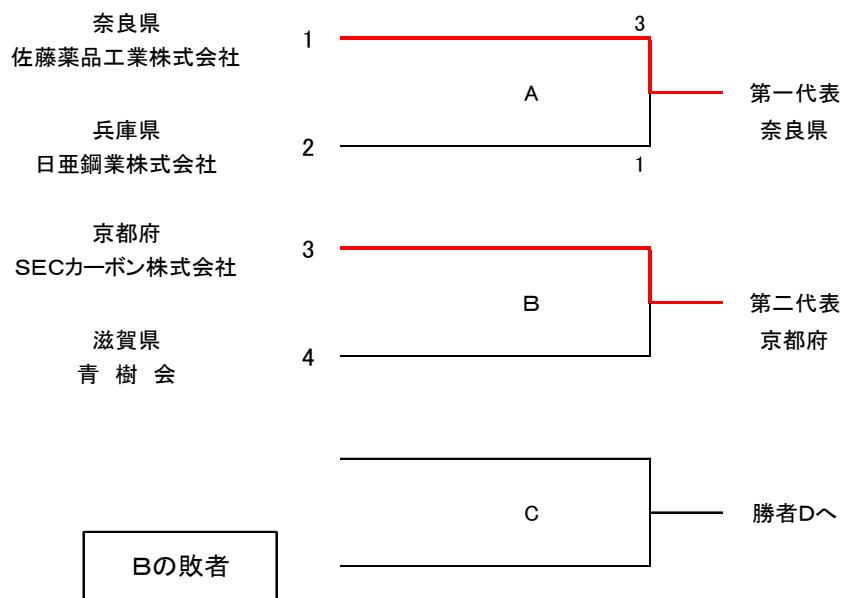 奈良県
佐藤薬品工業株式会社
1
3
A
第一代表
奈良県
兵庫県
日亜鋼業株式会社
2
1
京都府
SECカーボン株式会社
3
B
第二代表
京都府
滋賀県
青 樹 会
4
C
勝者Dへ
Bの敗者